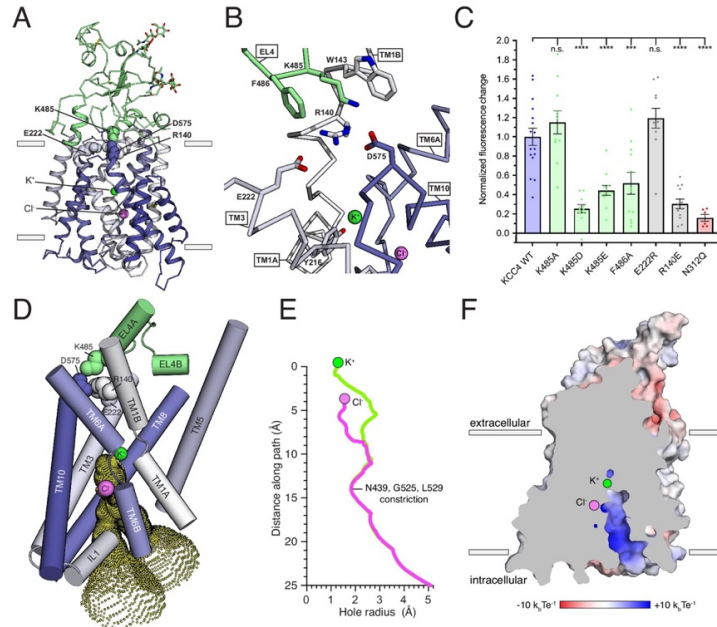 A
K485
E222
D575
R140
K⁺
Cl⁻
B
EL4
K485
W143
TM1B
F486
R140
TM6A
D575
E222
TM10
TM3
K⁺
Cl⁻
TM1A
Y216
C
n.s. **** **** *** n.s. **** ****
Normalized fluorescence change
2.0
1.8
1.6
1.4
1.2
1.0
0.8
0.6
0.4
0.2
0.0
KCC4 WT
K485A
K485D
K485E
F486A
E222R
R140E
N312Q
D
EL4A
K485
D575
EL4B
R140
E222
TM1B
TM6A
TM8
TM5
TM3
TM10
TM1A
TM6B
IL1
E
K⁺
Cl⁻
Distance along path (Å)
0
5
10
15
20
25
N439, G525, L529
constriction
0 1 2 3 4 5
Hole radius (Å)
F
extracellular
K⁺
Cl⁻
intracellular
-10 kbTe⁻¹ +10 kbTe⁻¹